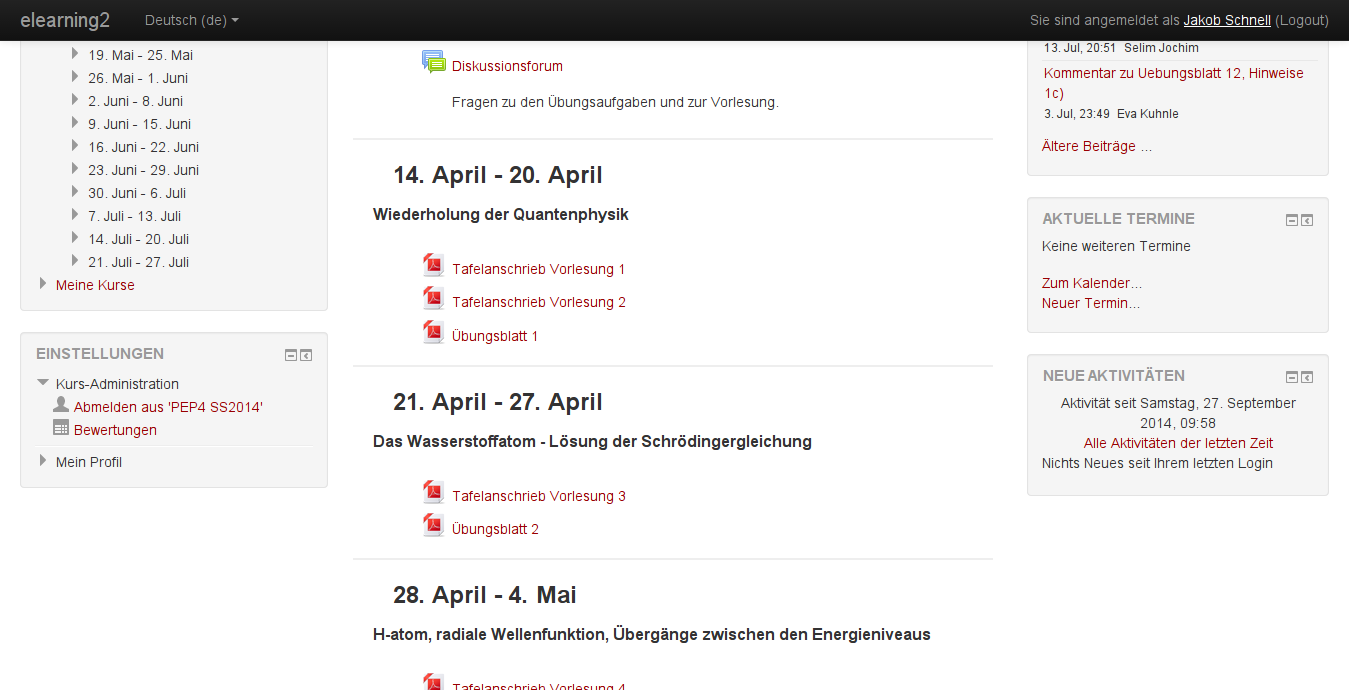 elearning2 Deutsch (de)
Sie sind angemeldet als Jakob Schnell (Logout)
19. Mai - 25. Mai
26. Mai - 1. Juni
2. Juni - 8. Juni
9. Juni - 15. Juni
16. Juni - 22. Juni
23. Juni - 29. Juni
30. Juni - 6. Juli
7. Juli - 13. Juli
14. Juli - 20. Juli
21. Juli - 27. Juli
Meine Kurse
EINSTELLUNGEN
Kurs-Administration
Abmelden aus 'PEP4 SS2014'
Bewertungen
Mein Profil
Diskussionsforum
Fragen zu den Übungsaufgaben und zur Vorlesung.
14. April - 20. April
Wiederholung der Quantenphysik
Tafelanschrieb Vorlesung 1
Tafelanschrieb Vorlesung 2
Übungsblatt 1
21. April - 27. April
Das Wasserstoffatom - Lösung der Schrödingergleichung
Tafelanschrieb Vorlesung 3
Übungsblatt 2
28. April - 4. Mai
H-atom, radiale Wellenfunktion, Übergänge zwischen den Energieniveaus
Tafelanschrieb Vorlesung 4
13. Jul, 20:51 Selim Jochim
Kommentar zu Uebungsblatt 12, Hinweise
1c)
3. Jul, 23:49 Eva Kuhnle
Ältere Beiträge ...
AKTUELLE TERMINE
Keine weiteren Termine
Zum Kalender...
Neuer Termin...
NEUE AKTIVITÄTEN
Aktivität seit Samstag, 27. September
2014, 09:58
Alle Aktivitäten der letzten Zeit
Nichts Neues seit Ihrem letzten Login